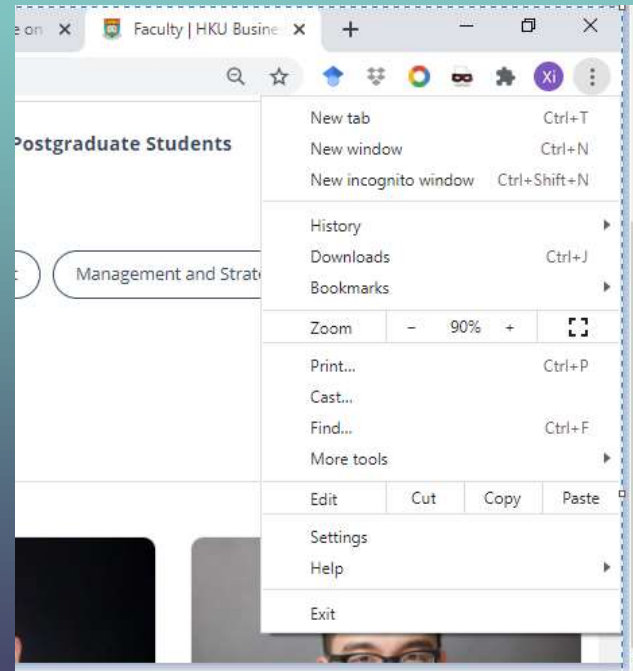 e on
Faculty | HKU Busine
Xi
Postgraduate Students
New tab Ctrl+T
New window Ctrl+N
New incognito window Ctrl+Shift+N
History
Downloads Ctrl+J
Management and Strate
Bookmarks
Zoom - 90% +
Print... Ctrl+P
Cast...
Find... Ctrl+F
More tools
Edit Cut Copy Paste
Settings
Help
Exit